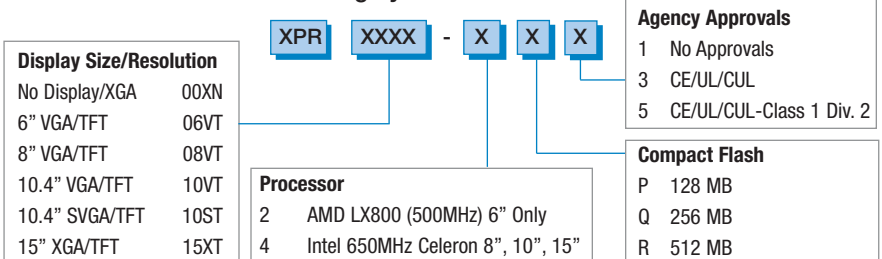 XPR XXXX - X X X
Display Size/Resolution
No Display/XGA 00XN
6” VGA/TFT 06VT
8” VGA/TFT 08VT
10.4” VGA/TFT 10VT
10.4” SVGA/TFT 10ST
15” XGA/TFT 15XT
Processor
2 AMD LX800 (500MHz) 6” Only
4 Intel 650MHz Celeron 8”, 10”, 15”
Agency Approvals
1 No Approvals
3 CE/UL/CUL
5 CE/UL/CUL-Class 1 Div. 2
Compact Flash
P 128 MB
Q 256 MB
R 512 MB